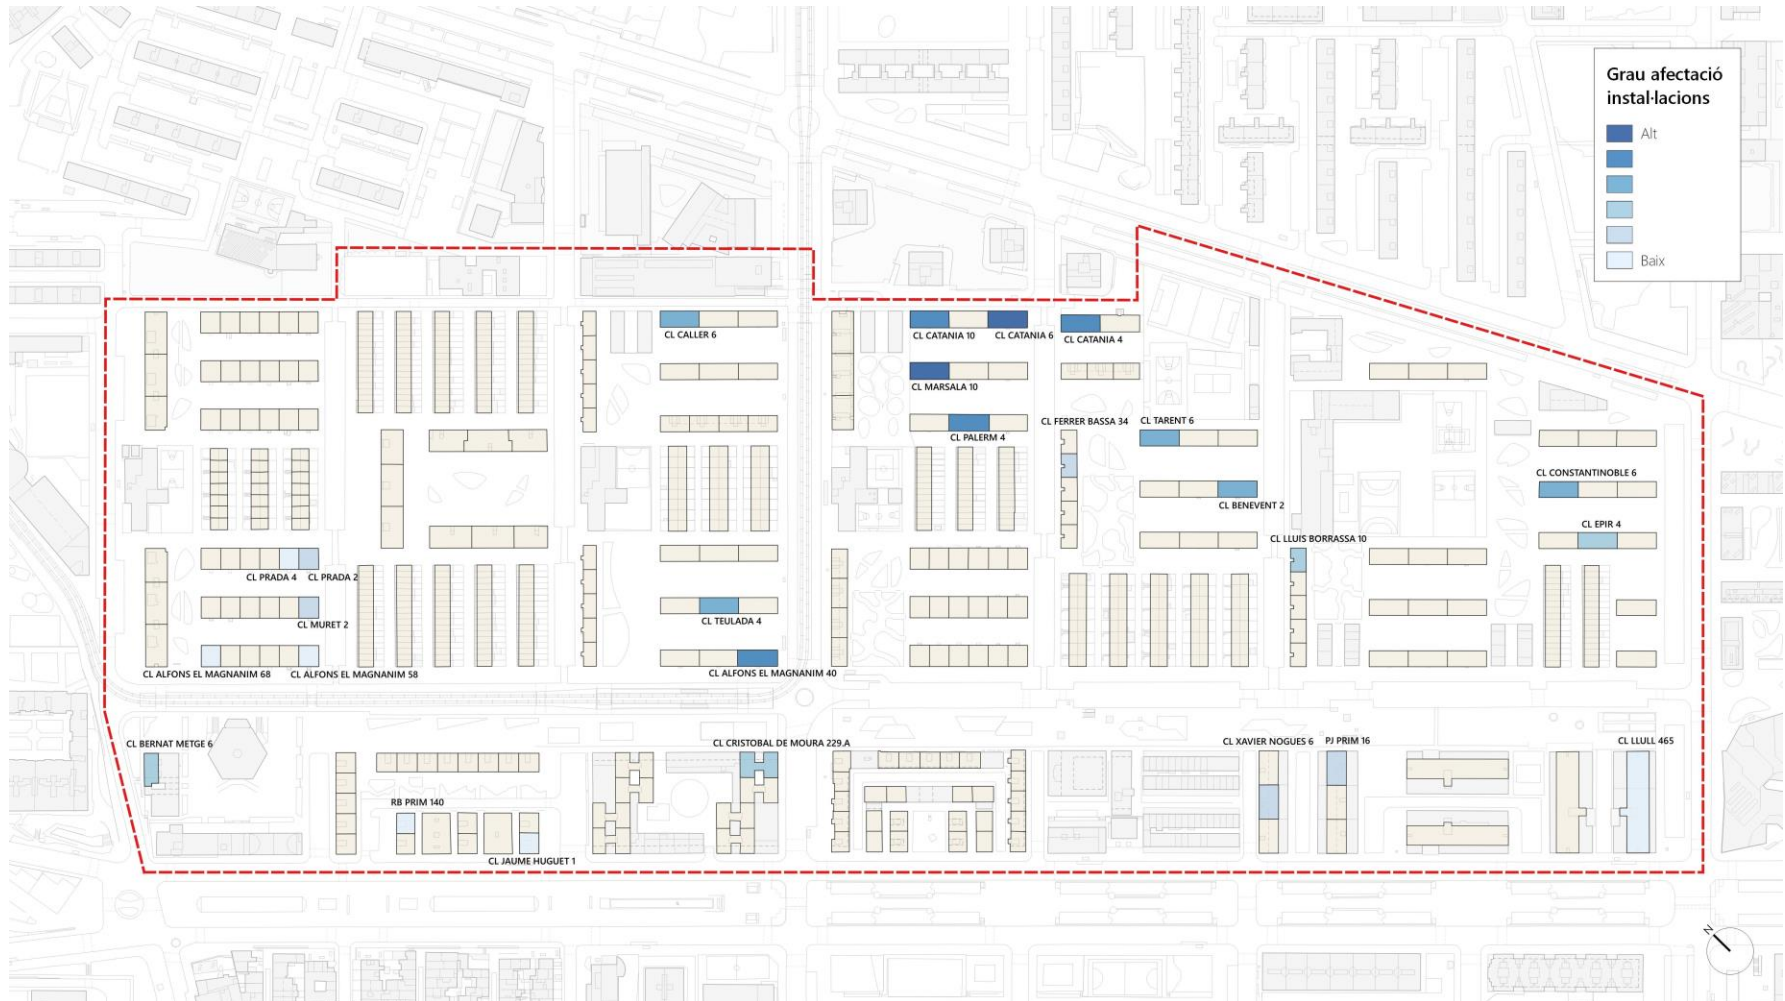 Grau afectació
instal·lacions
Alt
Baix
CL CALLER 6
CL CATANIA 10
CL CATANIA 6
CL CATANIA 4
CL MARSALA 10
CL PALERM 4
CL FERRER BASSA 34
CL TARENT 6
CL CONSTANTINOBLE 6
CL BENEVENT 2
CL EPIR 4
CL LLUIS BORRASSA 10
CL PRADA 4
CL PRADA 2
CL MURET 2
CL TEULADA 4
CL ALFONS EL MAGNANIM 68
CL ALFONS EL MAGNANIM 58
CL ALFONS EL MAGNANIM 40
CL BERNAT METGE 6
CL CRISTOBAL DE MOURA 229.A
CL XAVIER NOGUES 6
PJ PRIM 16
CL LLULL 465
RB PRIM 140
CL JAUME HUGUET 1
N